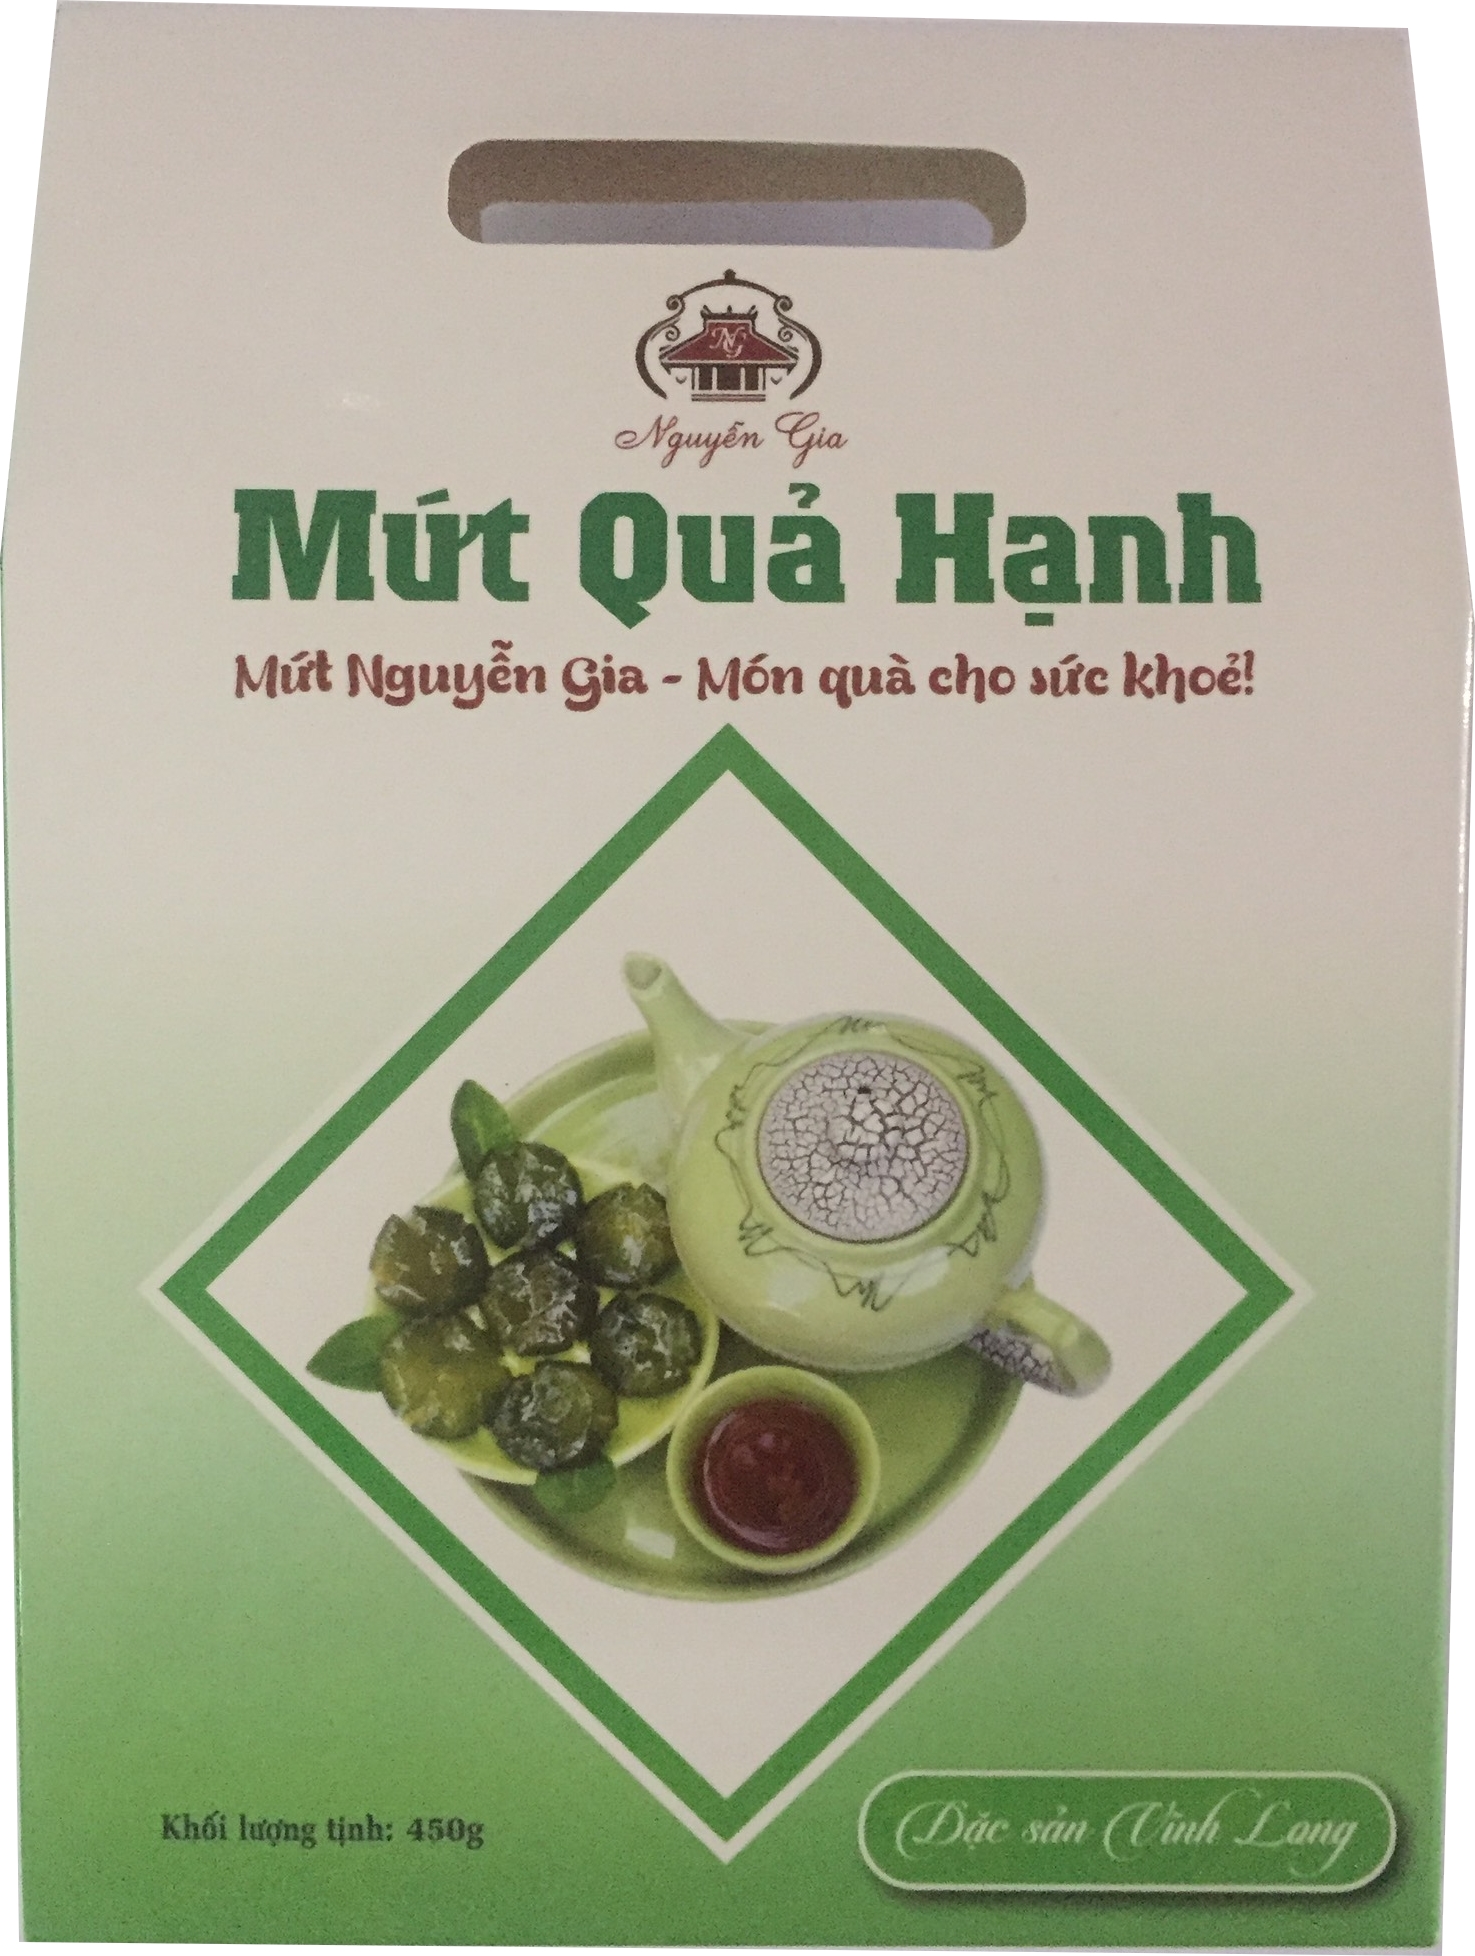 NG
Nguyễn Gia
Mứt Quả Hạnh
Mứt Nguyễn Gia - Món quà cho sức khoẻ!
Khối lượng tịnh: 450g
Đặc sản Vĩnh Long